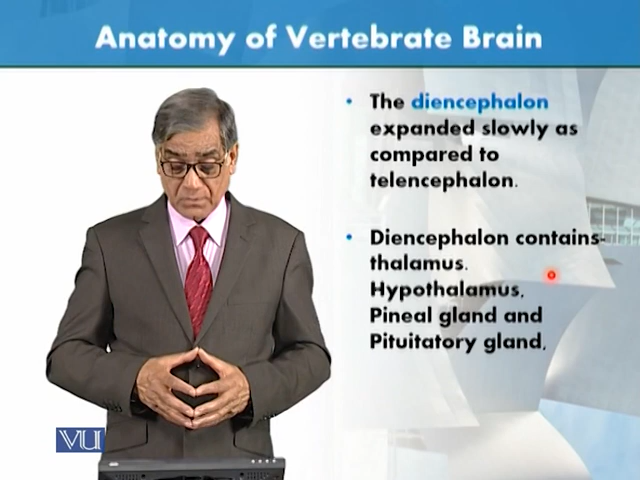 Anatomy of Vertebrate Brain
• The diencephalon
expanded slowly as
compared to
telencephalon.
• Diencephalon contains-
thalamus.
Hypothalamus,
Pineal gland and
Pituitatory gland,
VU